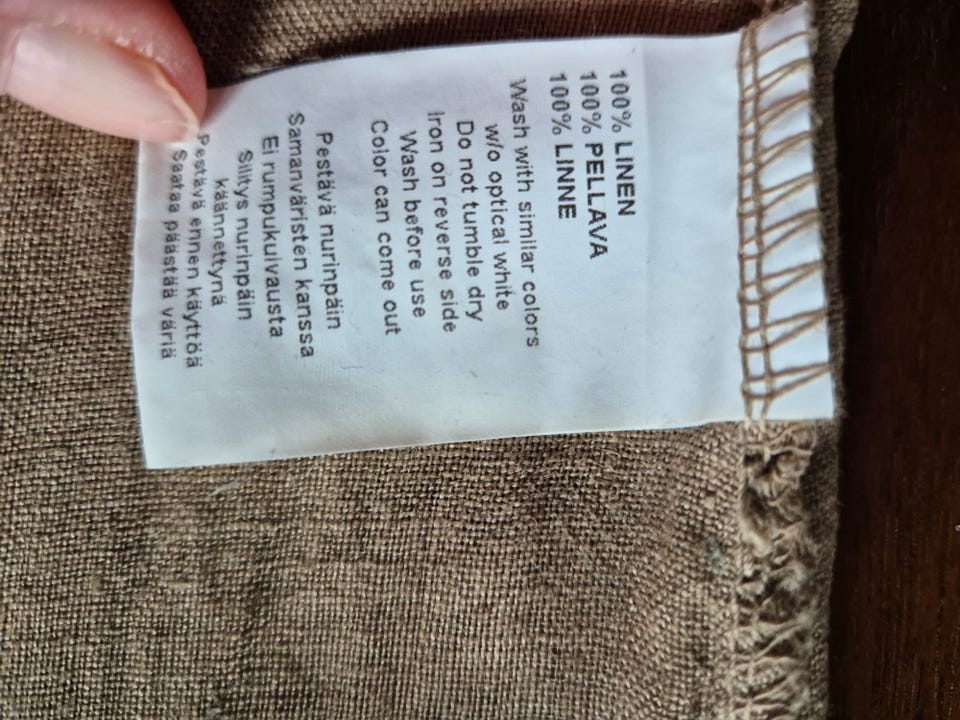 100% LINEN
100% PELLAVA
100% LINNE
Wash with similar colors
w/o optical white
Do not tumble dry
Iron on reverse side
Wash before use
Color can come out
Pestävä nurinpäin
Samanväristen kanssa
Ei rumpukuivausta
Silitys nurinpäin
käännettynä
Pestävä ennen käyttöä
Saataa päästää väriä